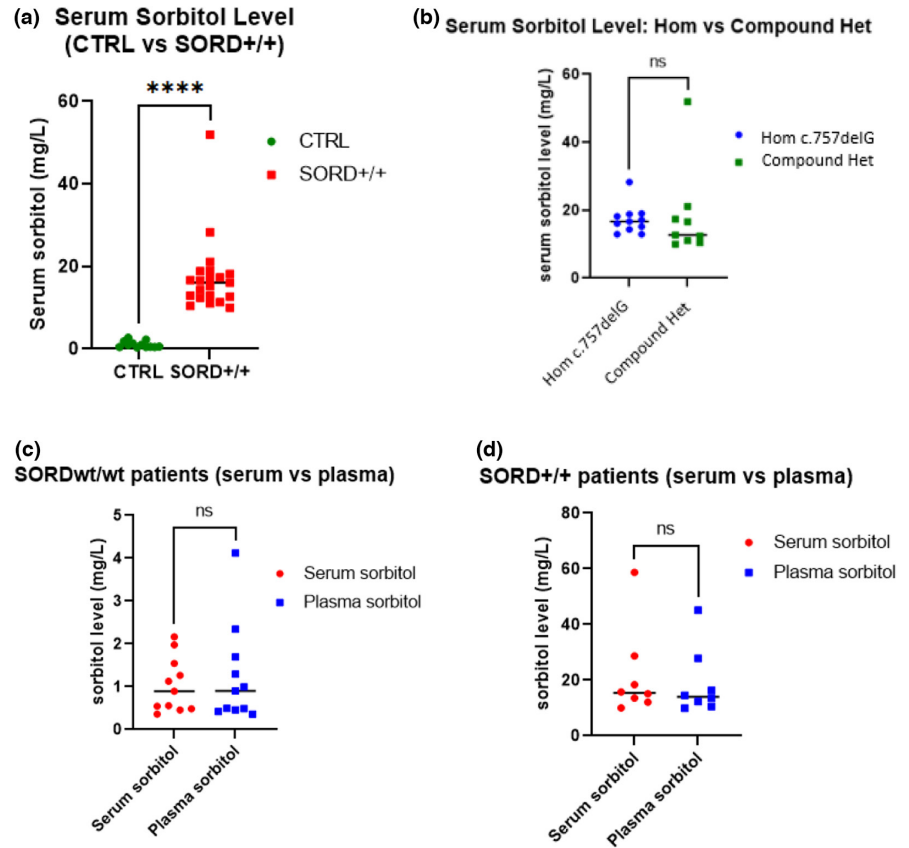 (a)
Serum Sorbitol Level
(CTRL vs SORD+/+)
Serum sorbitol (mg/L)
60
40
20
0
****
CTRL
SORD+/+
CTRL SORD+/+
(b)
Serum Sorbitol Level: Hom vs Compound Het
serum sorbitol level (mg/L)
60
40
20
0
ns
Hom c.757delG
Compound Het
Hom c.757delG
Compound Het
(c)
SORDwt/wt patients (serum vs plasma)
sorbitol level (mg/L)
5
4
3
2
1
0
ns
Serum sorbitol
Plasma sorbitol
Serum sorbitol
Plasma sorbitol
(d)
SORD+/+ patients (serum vs plasma)
sorbitol level (mg/L)
80
60
40
20
0
ns
Serum sorbitol
Plasma sorbitol
Serum sorbitol
Plasma sorbitol